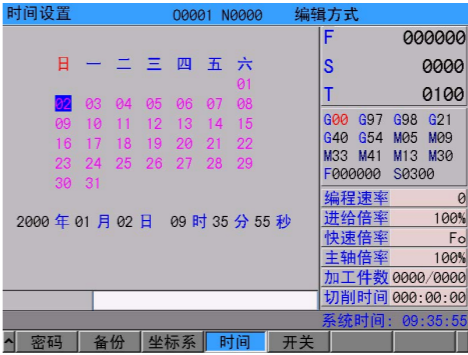 时间设置 O0001 N0000 编辑方式
日 一 二 三 四 五 六
01
02 03 04 05 06 07 08
09 10 11 12 13 14 15
16 17 18 19 20 21 22
23 24 25 26 27 28 29
30 31
2000 年 01 月 02 日 09 时 35 分 55 秒
F 000000
S 0000
T 0100
G00 G97 G98 G21
G40 G54 M05 M09
M33 M41 M13 M30
F000000 S0300
编程速率 0
进给倍率 100%
快速倍率 Fo
主轴倍率 100%
加工件数 0000/0000
切削时间 000:00:00
系统时间: 09:35:55
^ 密码 备份 坐标系 时间 开关